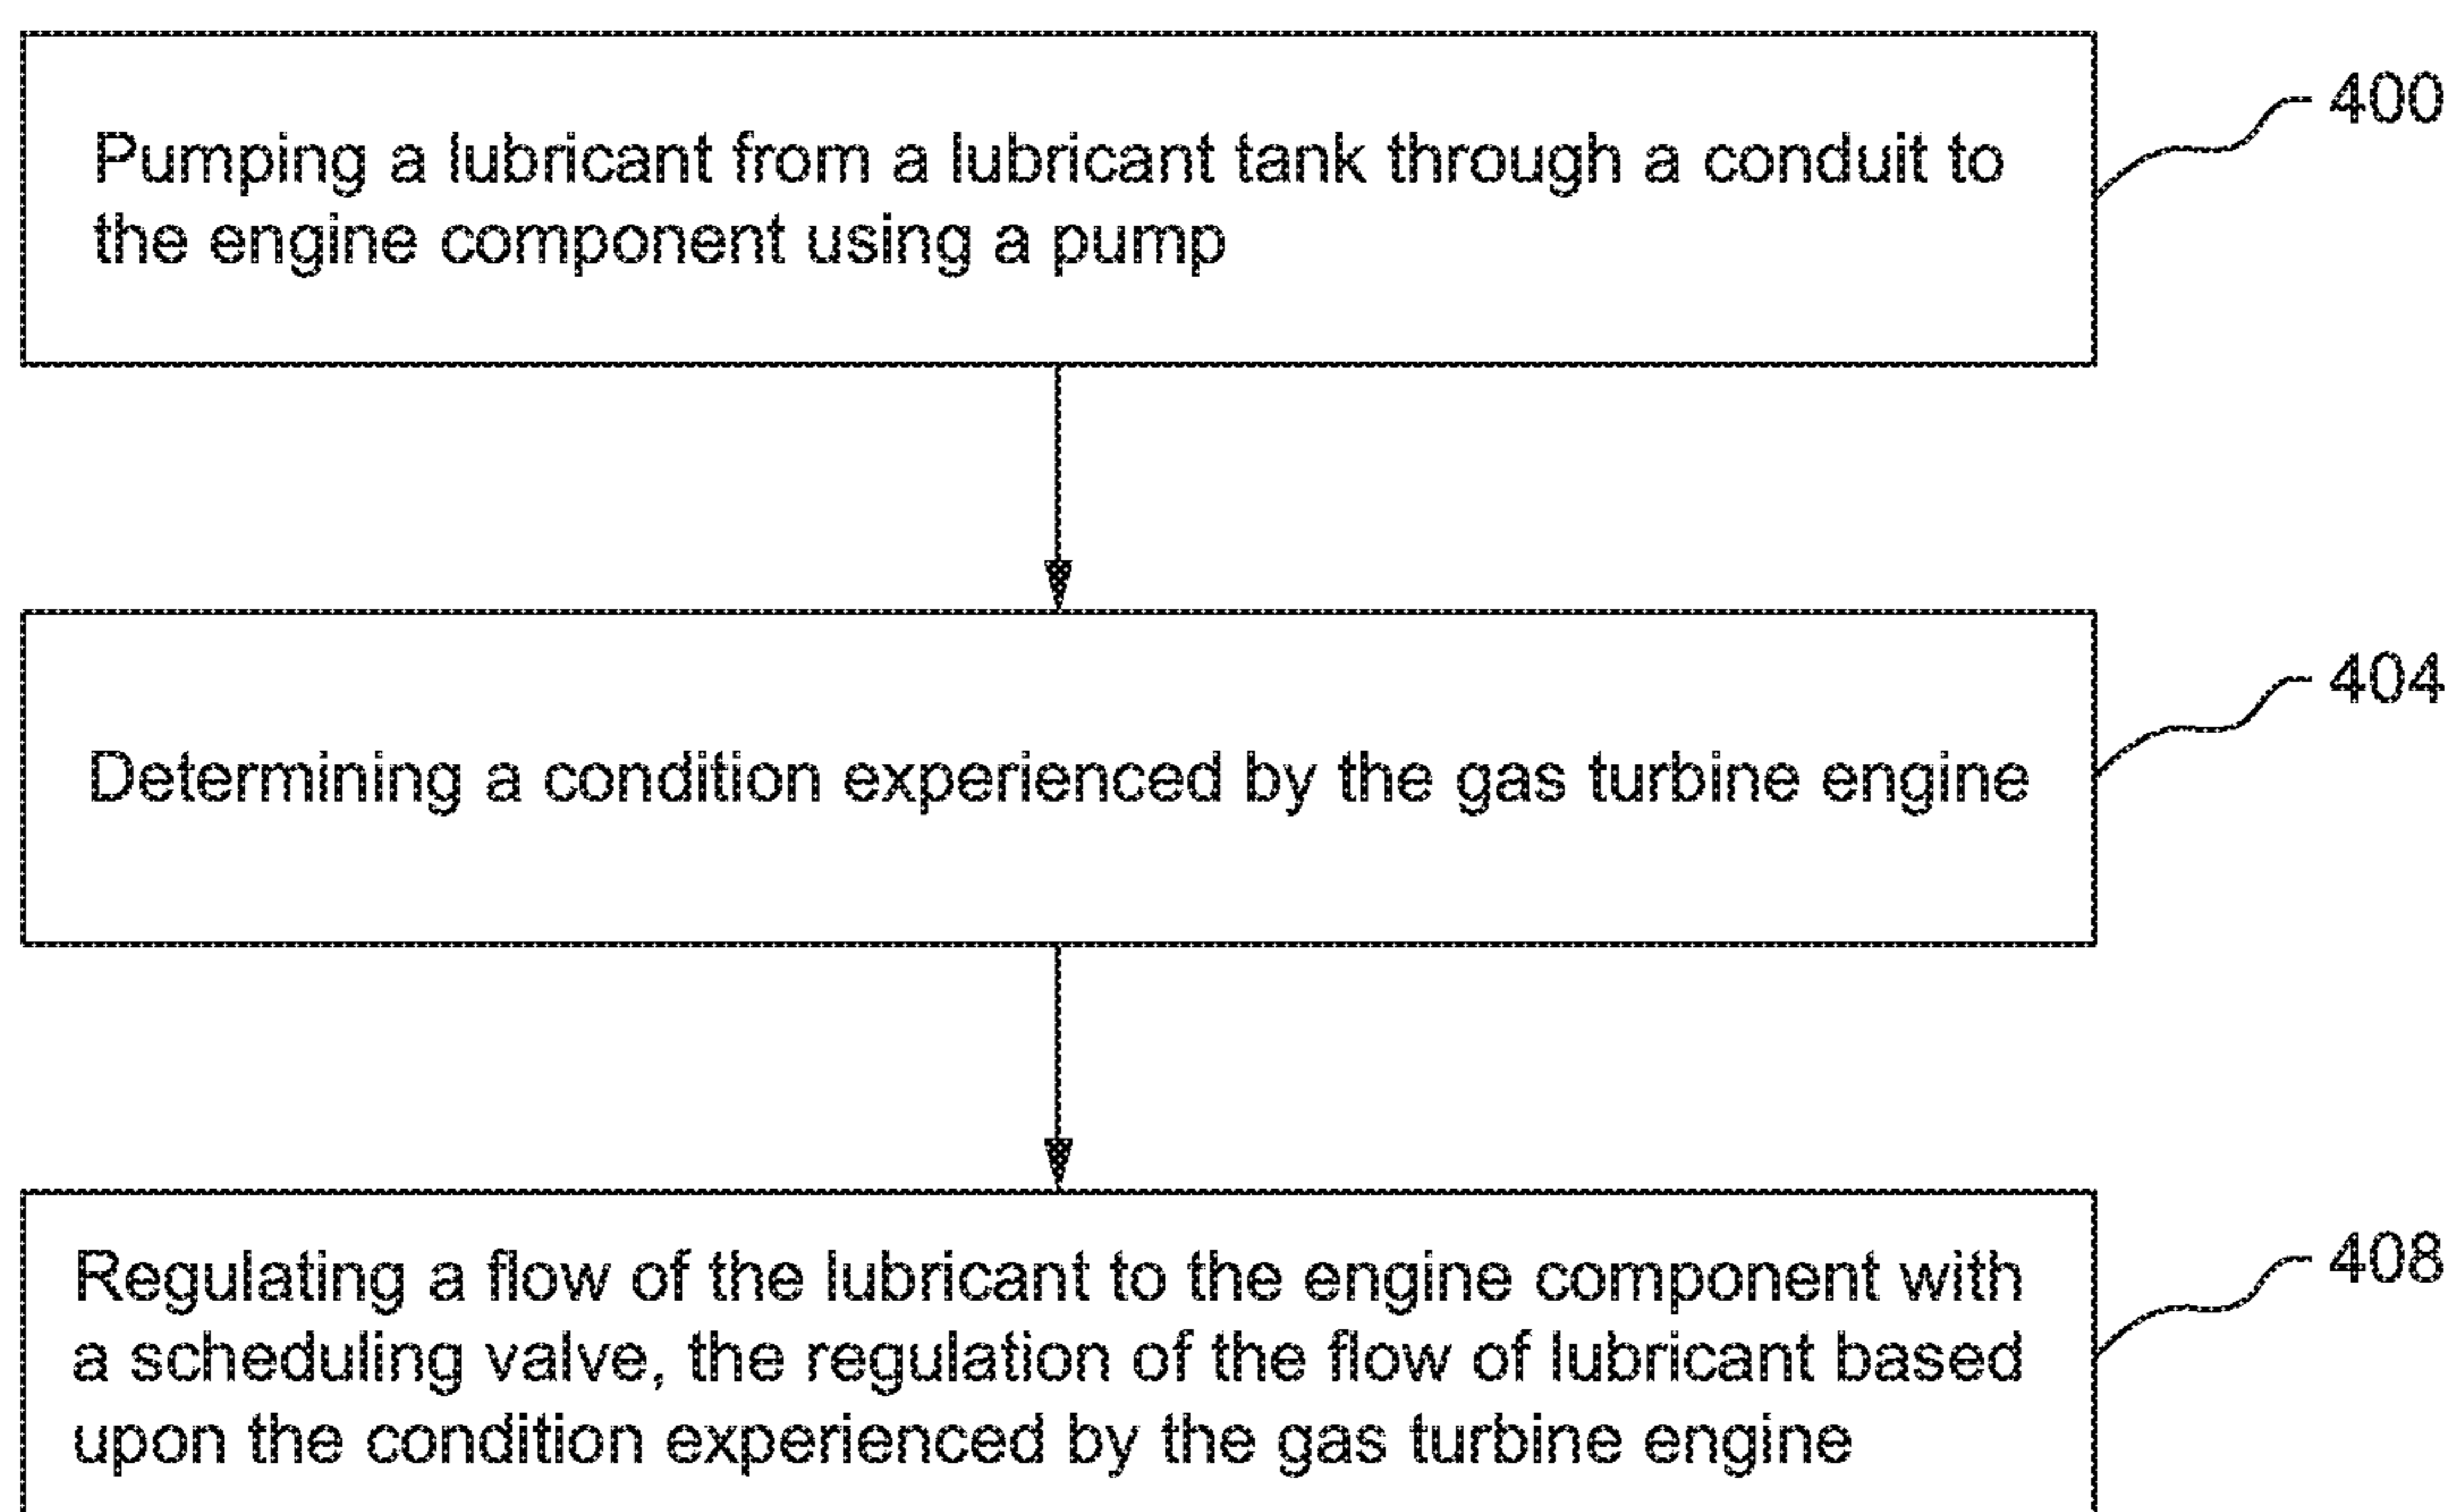 Pumping a lubricant from a lubricant tank through a conduit to
the engine component using a pump
400
Determining a condition experienced by the gas turbine engine
404
Regulating a flow of the lubricant to the engine component with
a scheduling valve, the regulation of the flow of lubricant based
upon the condition experienced by the gas turbine engine
408